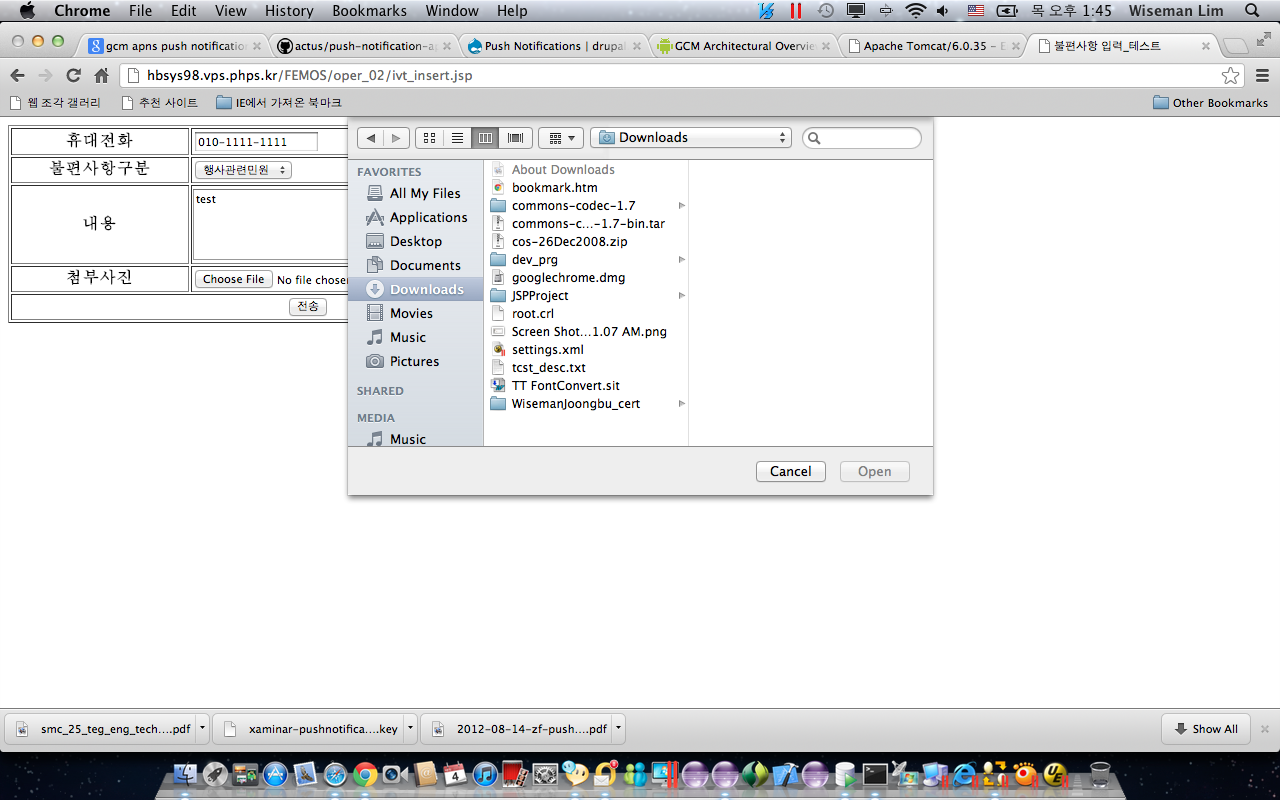 Chrome File Edit View History Bookmarks Window Help 목 오후 1:45 Wiseman Lim
gcm apns push notification
actus/push-notification-a
Push Notifications | drupal
GCM Architectural Overvie
Apache Tomcat/6.0.35 - E
불편사항 입력_테스트
hbsys98.vps.phps.kr/FEMOS/oper_02/ivt_insert.jsp
웹 조각 갤러리 추천 사이트 IE에서 가져온 북마크 Other Bookmarks
휴대전화 010-1111-1111
불편사항구분 행사관련민원
내용 test
첨부사진 Choose File No file chosen
전송
Downloads
FAVORITES
All My Files
Applications
Desktop
Documents
Downloads
Movies
Music
Pictures
SHARED
MEDIA
Music
About Downloads
bookmark.htm
commons-codec-1.7
commons-c...-1.7-bin.tar
cos-26Dec2008.zip
dev_prg
googlechrome.dmg
JSPProject
root.crl
Screen Shot...1.07 AM.png
settings.xml
tcst_desc.txt
TT FontConvert.sit
WisemanJoongbu_cert
Cancel Open
smc_25_teg_eng_tech....pdf
xaminar-pushnotifica....key
2012-08-14-zf-push....pdf
Show All
4